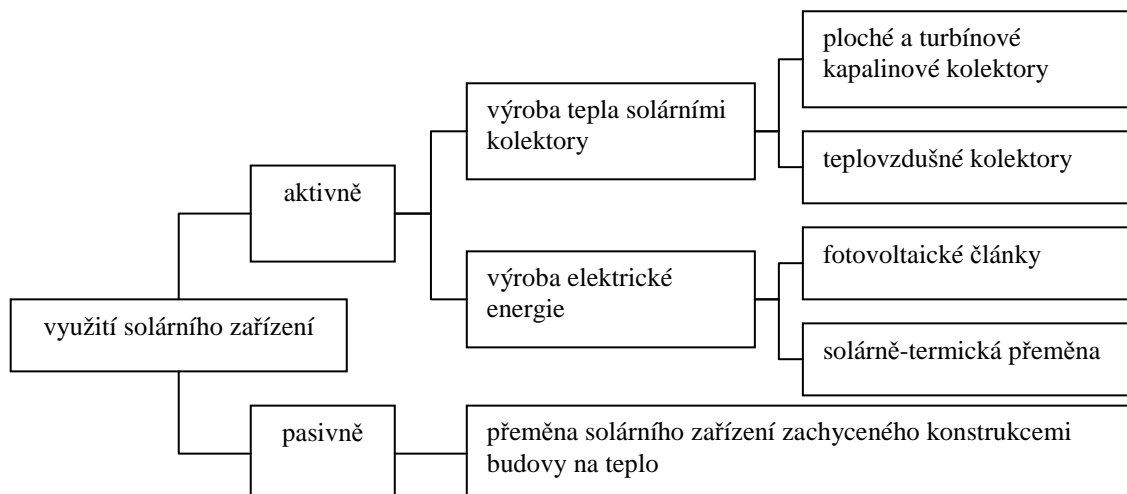 ploché a turbínové
kapalinové kolektory
výroba tepla solárními
kolektory
teplovzdušné kolektory
aktivně
fotovoltaické články
výroba elektrické
energie
využití solárního zařízení
solárně-termická přeměna
pasivně
přeměna solárního zařízení zachyceného konstrukcemi
budovy na teplo